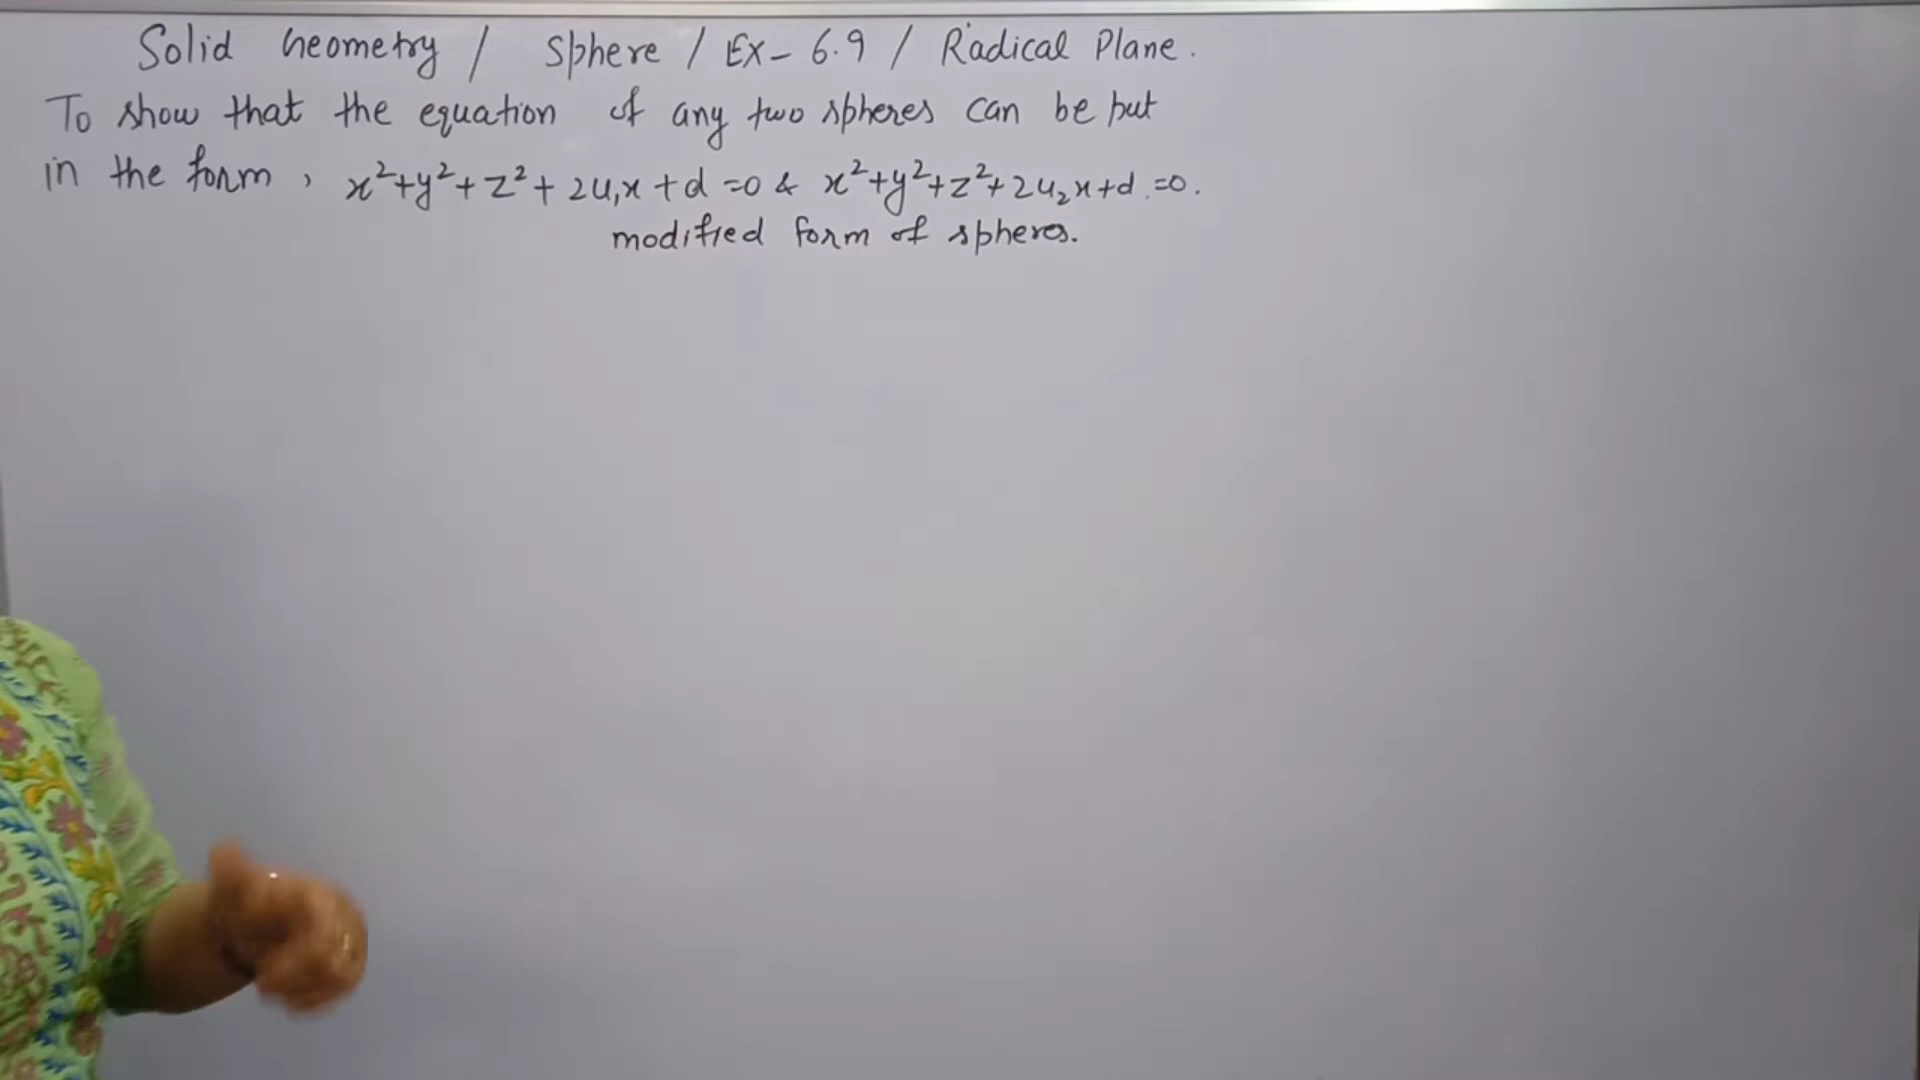 Solid Geometry / Sphere / Ex- 6.9 / Radical Plane.
To show that the equation of any two spheres can be put
in the form, x²+y²+z²+2u₁x+d=0 & x²+y²+z²+2u₂x+d=0.
modified form of spheres.